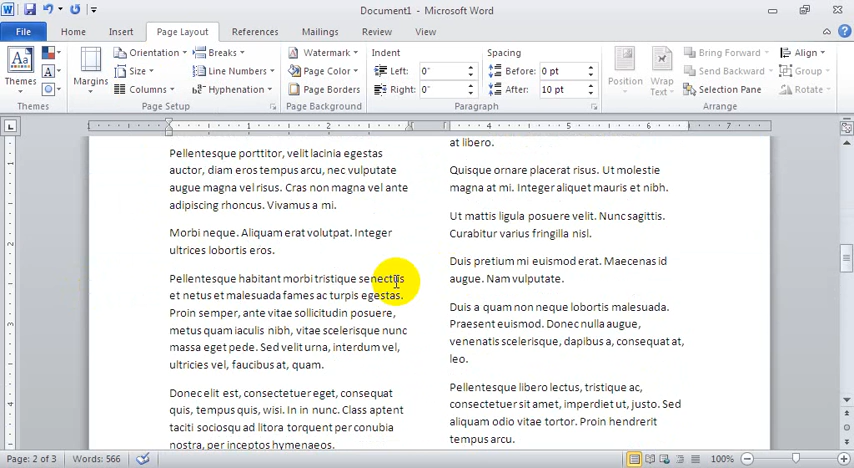 Document1 - Microsoft Word
File Home Insert Page Layout References Mailings Review View
Themes
Themes
Margins
Orientation
Size
Columns
Breaks
Line Numbers
Hyphenation
Page Setup
Watermark
Page Color
Page Borders
Page Background
Indent
Left: 0"
Right: 0"
Spacing
Before: 0 pt
After: 10 pt
Paragraph
Position
Wrap
Text
Bring Forward
Send Backward
Selection Pane
Align
Group
Rotate
Arrange
Pellentesque porttitor, velit lacinia egestas
auctor, diam eros tempus arcu, nec vulputate
augue magna vel risus. Cras non magna vel ante
adipiscing rhoncus. Vivamus a mi.
Morbi neque. Aliquam erat volutpat. Integer
ultrices lobortis eros.
Pellentesque habitant morbi tristique senectus
et netus et malesuada fames ac turpis egestas.
Proin semper, ante vitae sollicitudin posuere,
metus quam iaculis nibh, vitae scelerisque nunc
massa eget pede. Sed velit urna, interdum vel,
ultricies vel, faucibus at, quam.
Donec elit est, consectetuer eget, consequat
quis, tempus quis, wisi. In in nunc. Class aptent
taciti sociosqu ad litora torquent per conubia
nostra, per inceptos hymenaeos.
at libero.
Quisque ornare placerat risus. Ut molestie
magna at mi. Integer aliquet mauris et nibh.
Ut mattis ligula posuere velit. Nunc sagittis.
Curabitur varius fringilla nisl.
Duis pretium mi euismod erat. Maecenas id
augue. Nam vulputate.
Duis a quam non neque lobortis malesuada.
Praesent euismod. Donec nulla augue,
venenatis scelerisque, dapibus a, consequat at,
leo.
Pellentesque libero lectus, tristique ac,
consectetuer sit amet, imperdiet ut, justo. Sed
aliquam odio vitae tortor. Proin hendrerit
tempus arcu.
Page: 2 of 3 Words: 566 100%